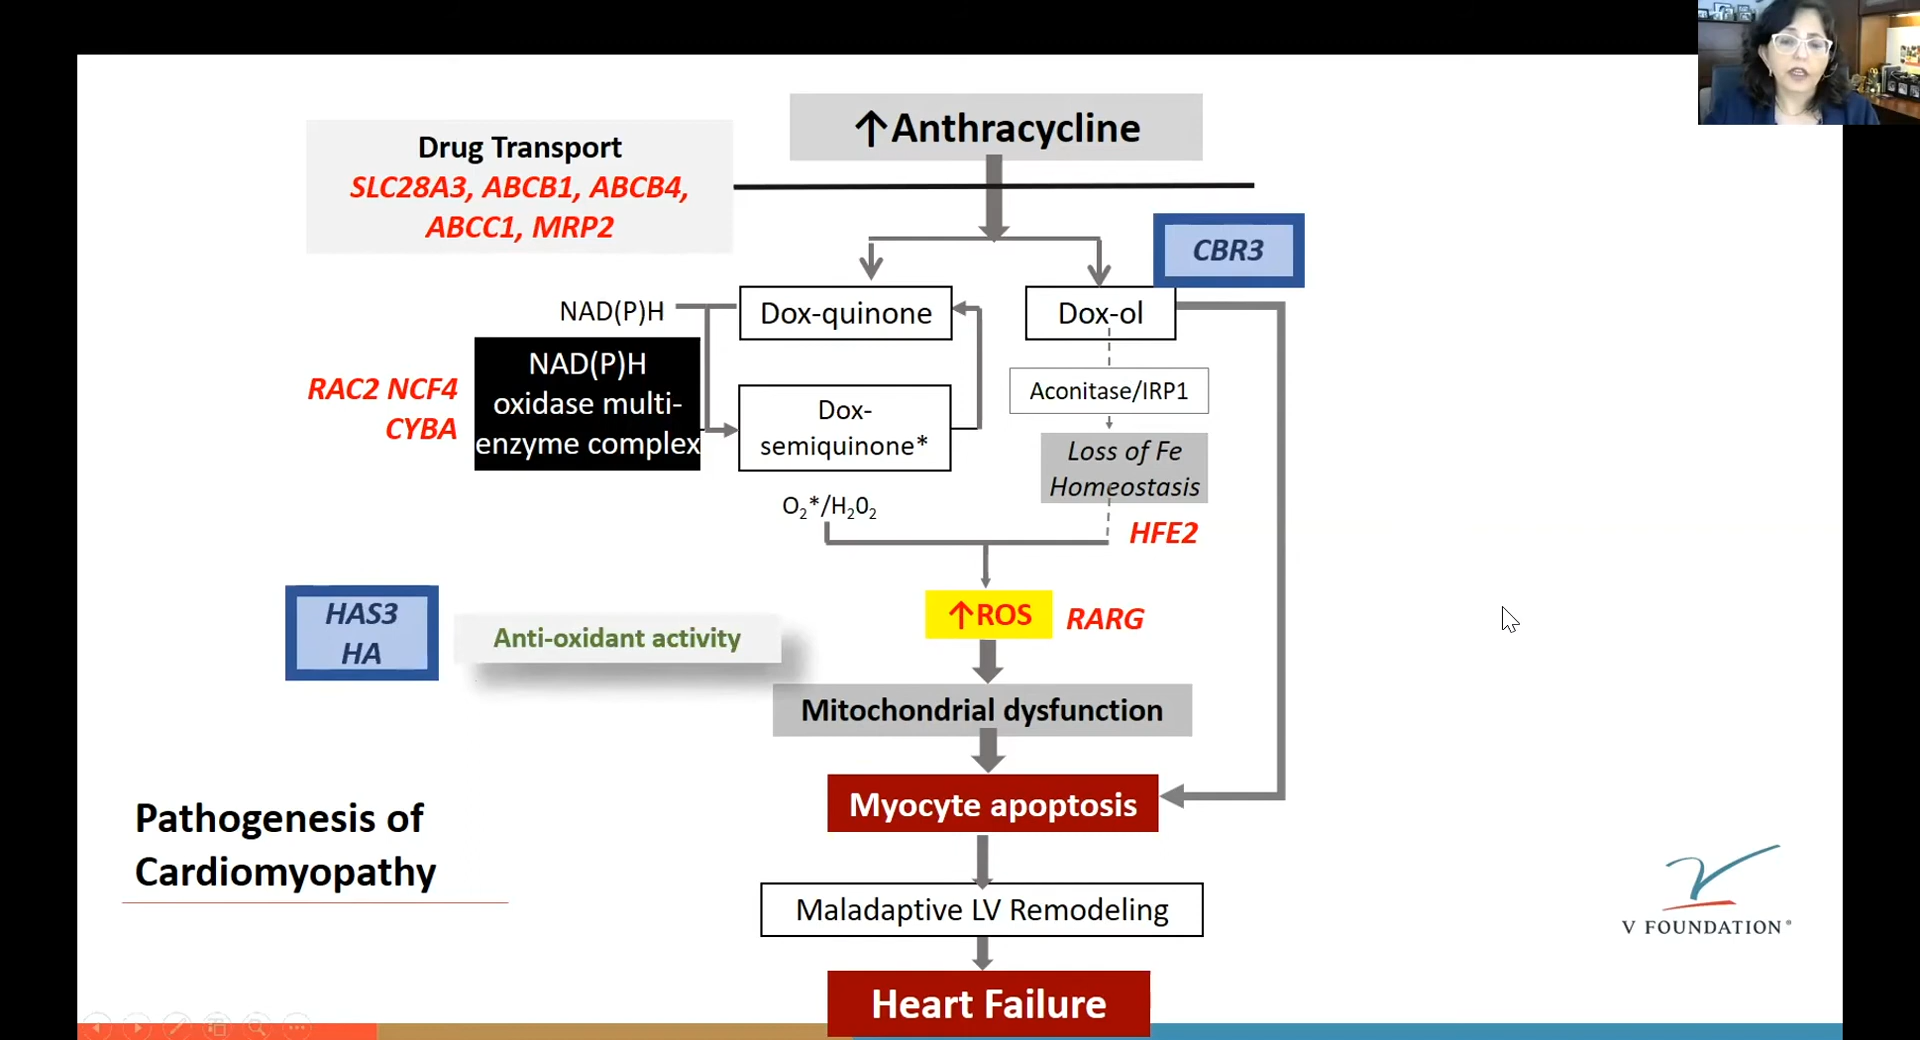 ↑Anthracycline
Drug Transport
SLC28A3, ABCB1, ABCB4,
ABCC1, MRP2
CBR3
NAD(P)H
Dox-quinone
Dox-ol
RAC2 NCF4
CYBA
NAD(P)H
oxidase multi-
enzyme complex
Dox-
semiquinone*
Aconitase/IRP1
Loss of Fe
Homeostasis
O₂*/H₂0₂
HFE2
HAS3
HA
Anti-oxidant activity
↑ROS
RARG
Mitochondrial dysfunction
Myocyte apoptosis
Pathogenesis of
Cardiomyopathy
Maladaptive LV Remodeling
Heart Failure
V FOUNDATION®